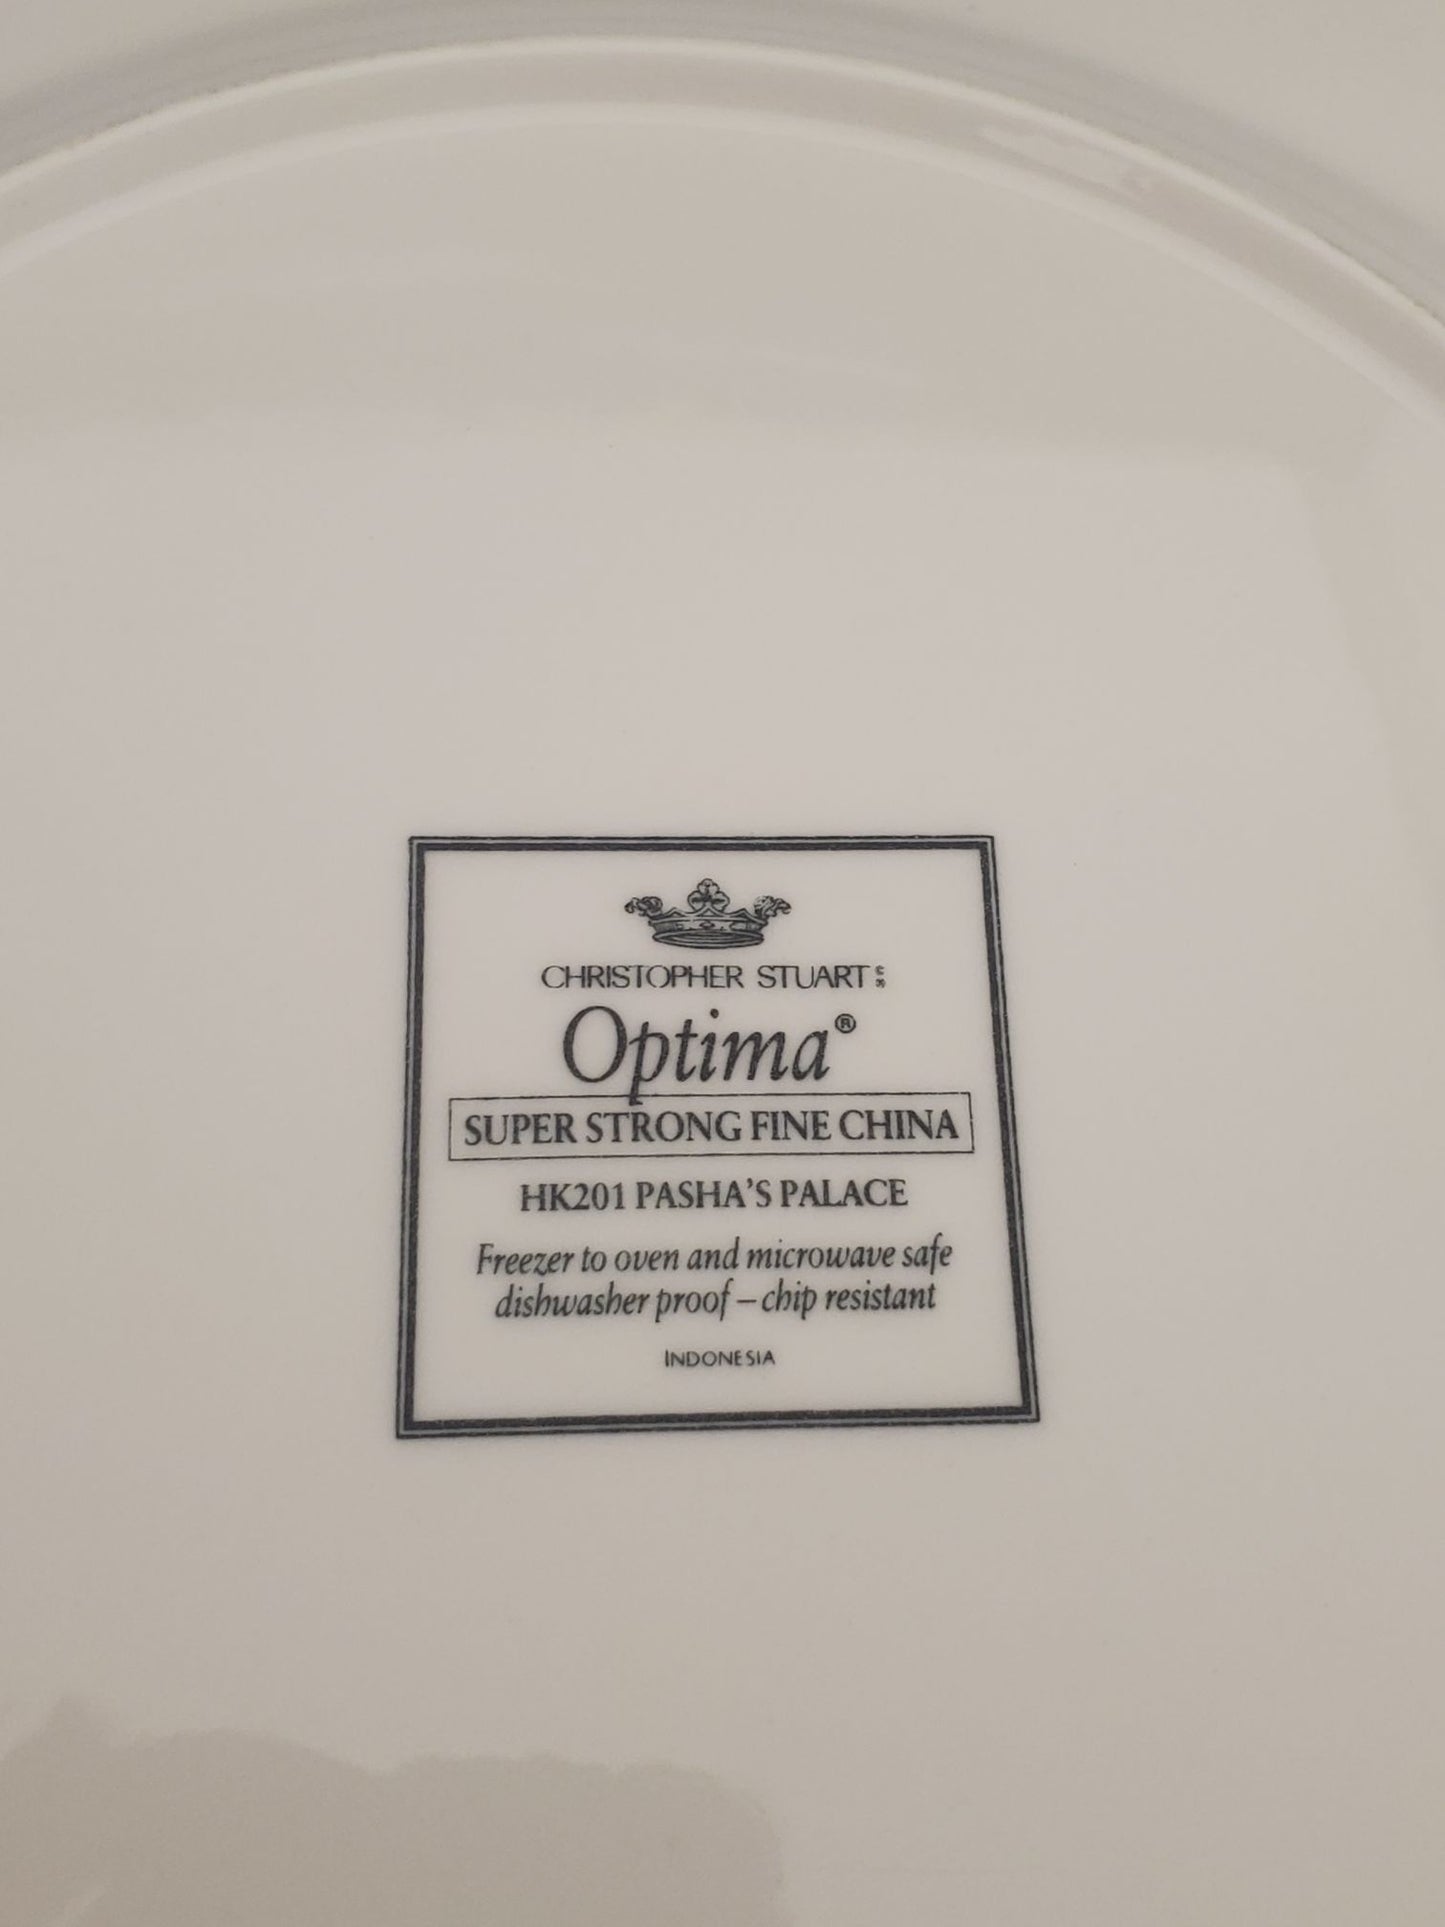 CHRISTOPHER STUART
Optima®
SUPER STRONG FINE CHINA
HK201 PASHA'S PALACE
Freezer to oven and microwave safe
dishwasher proof – chip resistant
INDONESIA